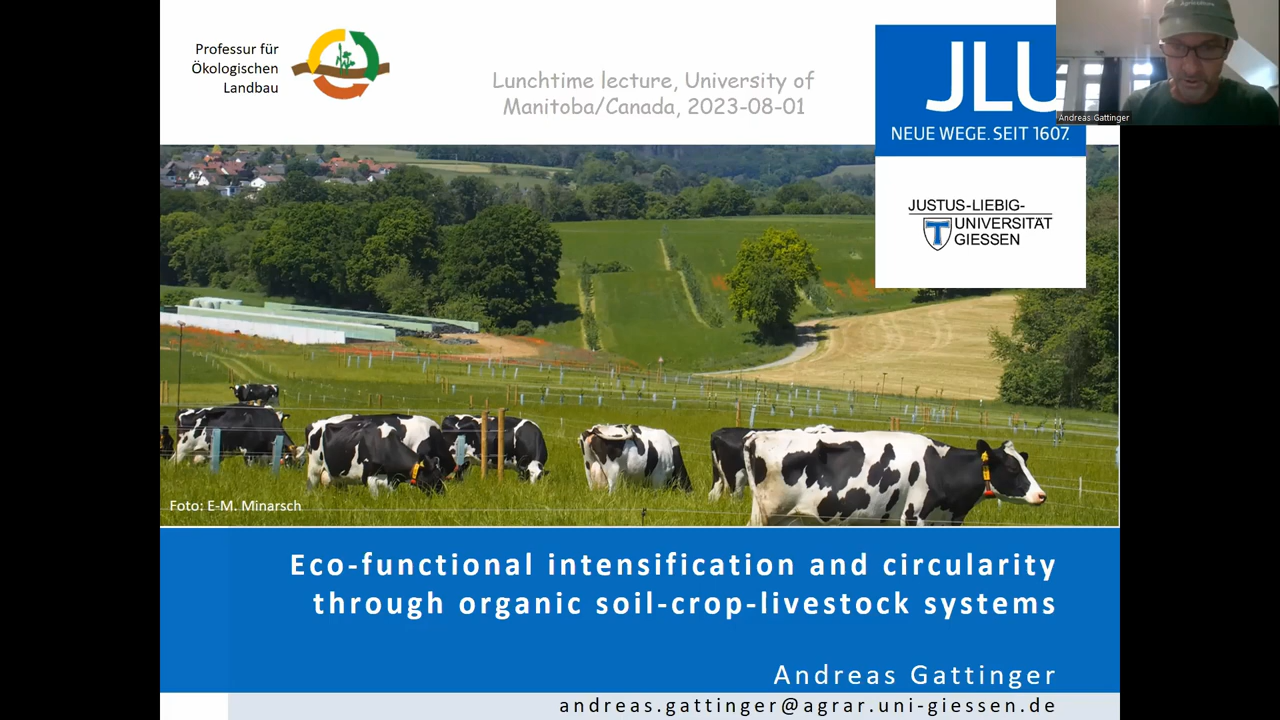 Professur für
Ökologischen
Landbau
Lunchtime lecture, University of
Manitoba/Canada, 2023-08-01
JLU
NEUE WEGE. SEIT 1607.
Agriculture
Andreas Gattinger
JUSTUS-LIEBIG-
UNIVERSITÄT
GIESSEN
Foto: E-M. Minarsch
Eco-functional intensification and circularity
through organic soil-crop-livestock systems
Andreas Gattinger
andreas.gattinger@agrar.uni-giessen.de